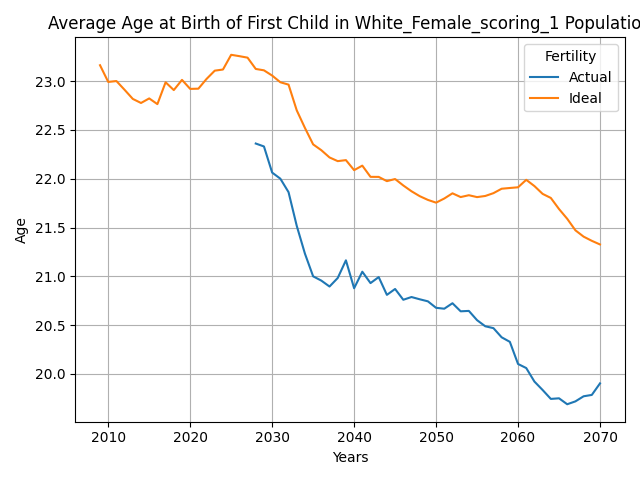 Average Age at Birth of First Child in White_Female_scoring_1 Populatio
Fertility
Actual
Ideal
23.0
22.5
22.0
21.5
21.0
20.5
20.0
Age
2010 2020 2030 2040 2050 2060 2070
Years